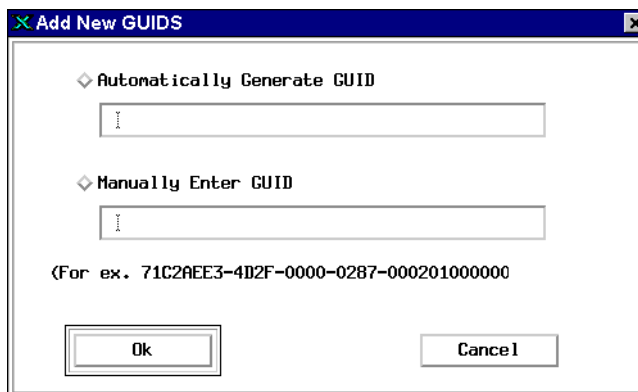 Add New GUIDS
Automatically Generate GUID
Manually Enter GUID
(For ex. 71C2AEE3-4D2F-0000-0287-000201000000
Ok
Cancel